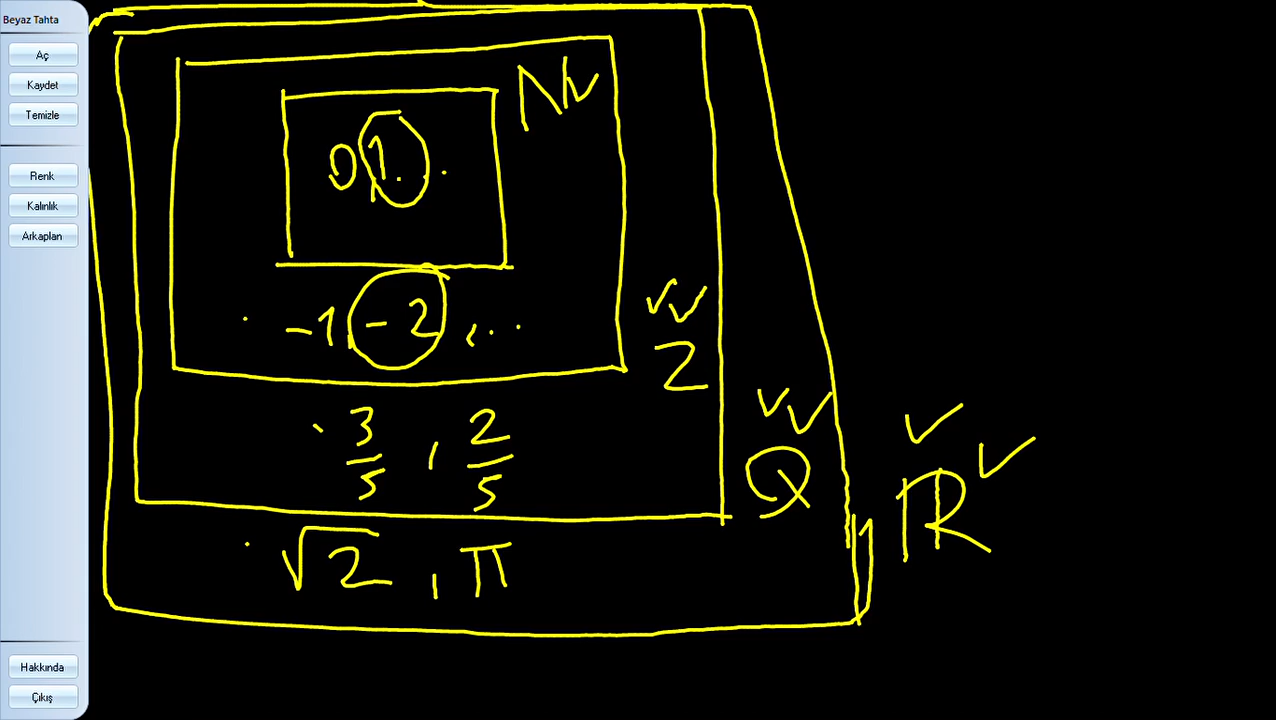 Beyaz Tahta
Aç
Kaydet
Temizle
Renk
Kalınlık
Arkaplan
Hakkında
Çıkış
N
0, 1 . .
. -1, -2, ...
Z
3/5, 2/5
Q
√2, π
R